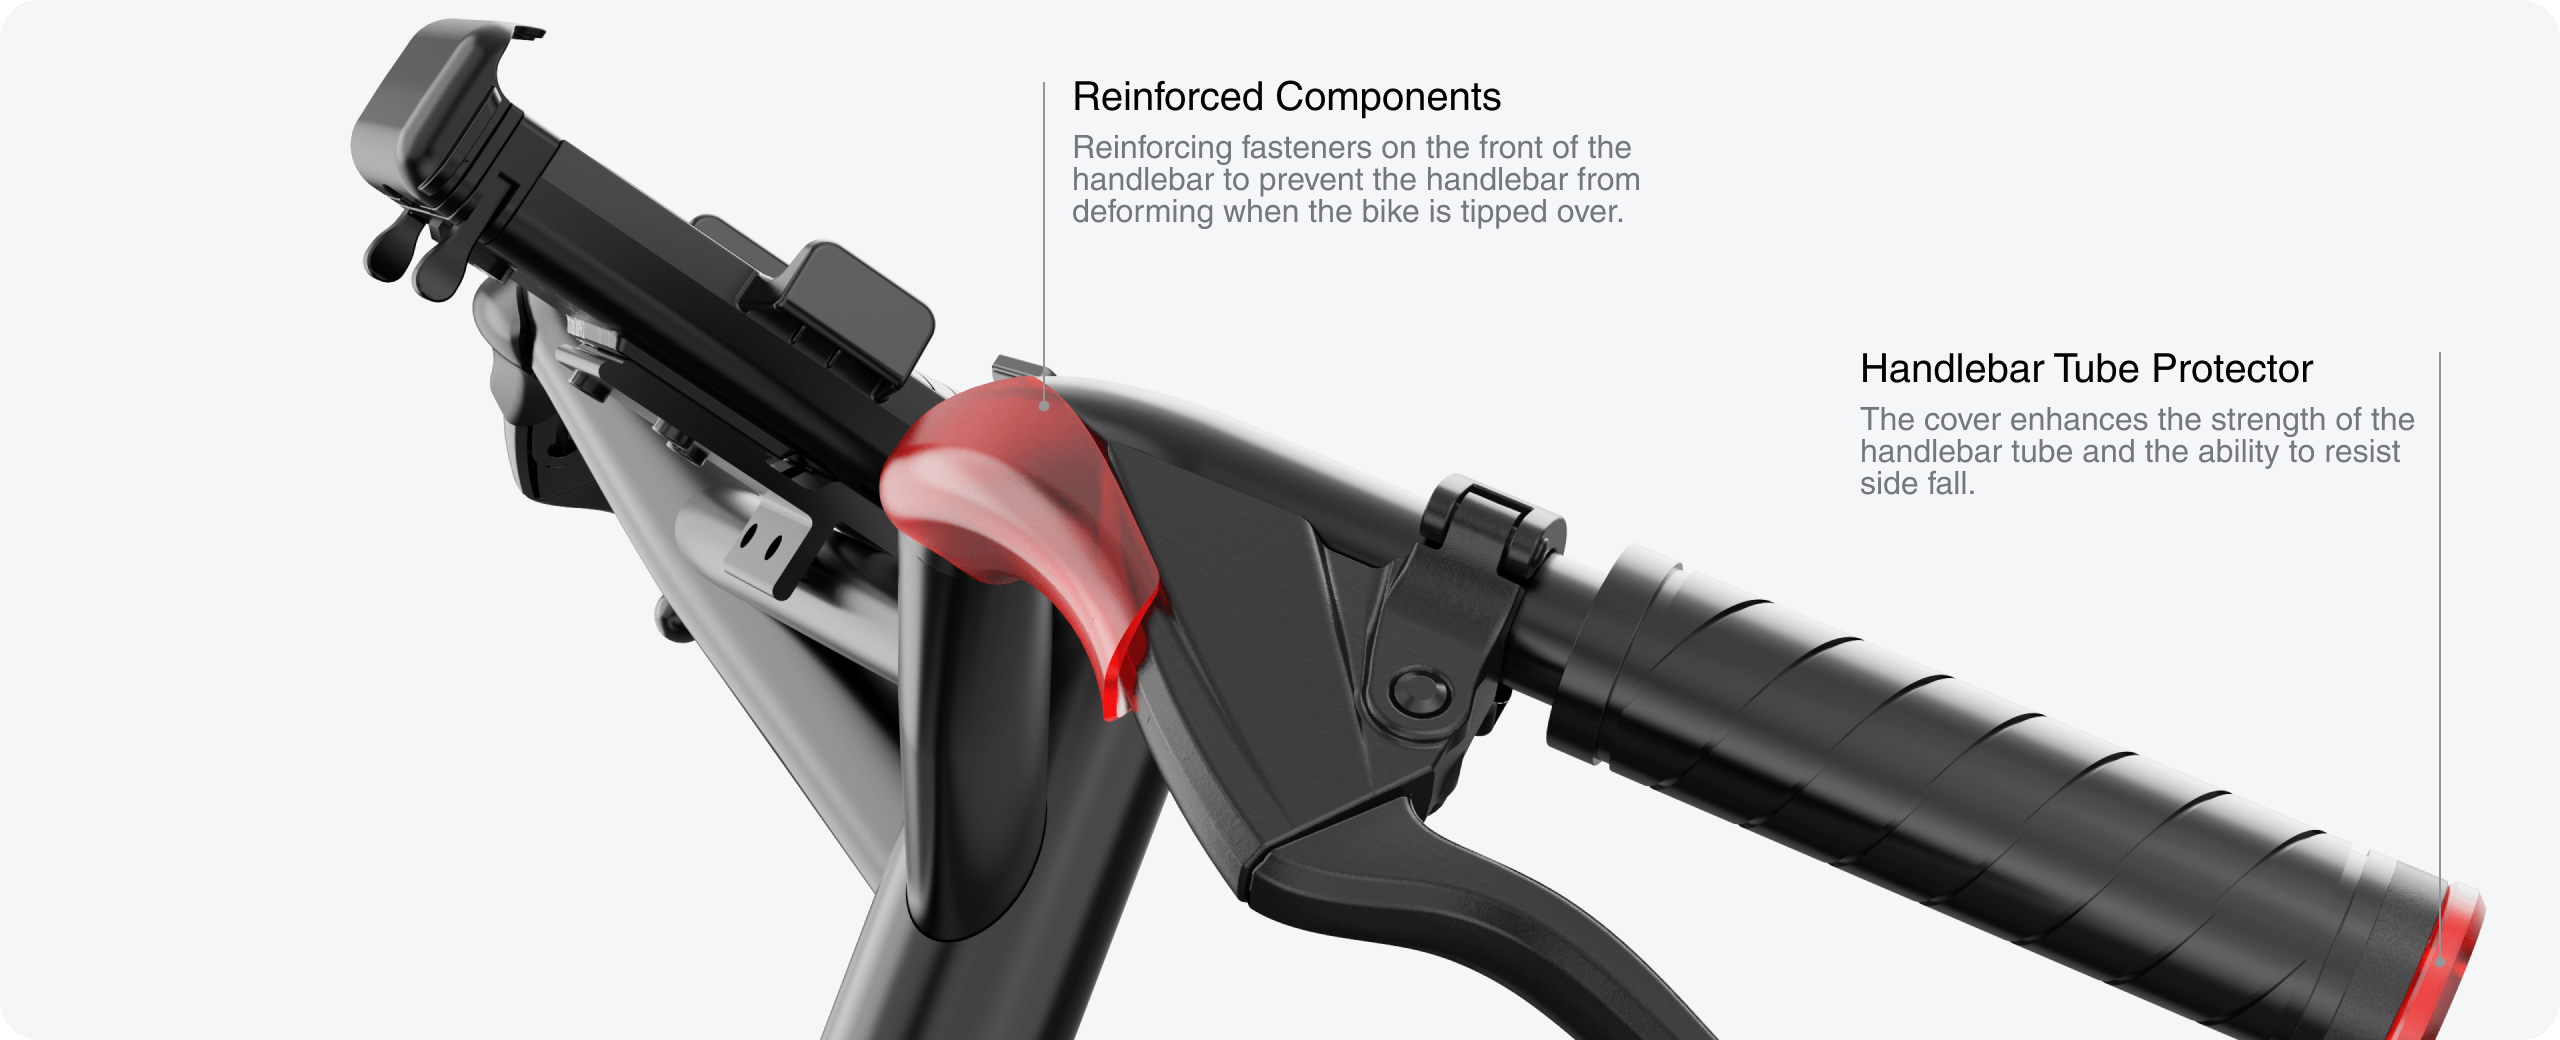 Reinforced Components
Reinforcing fasteners on the front of the
handlebar to prevent the handlebar from
deforming when the bike is tipped over.
Handlebar Tube Protector
The cover enhances the strength of the
handlebar tube and the ability to resist
side fall.